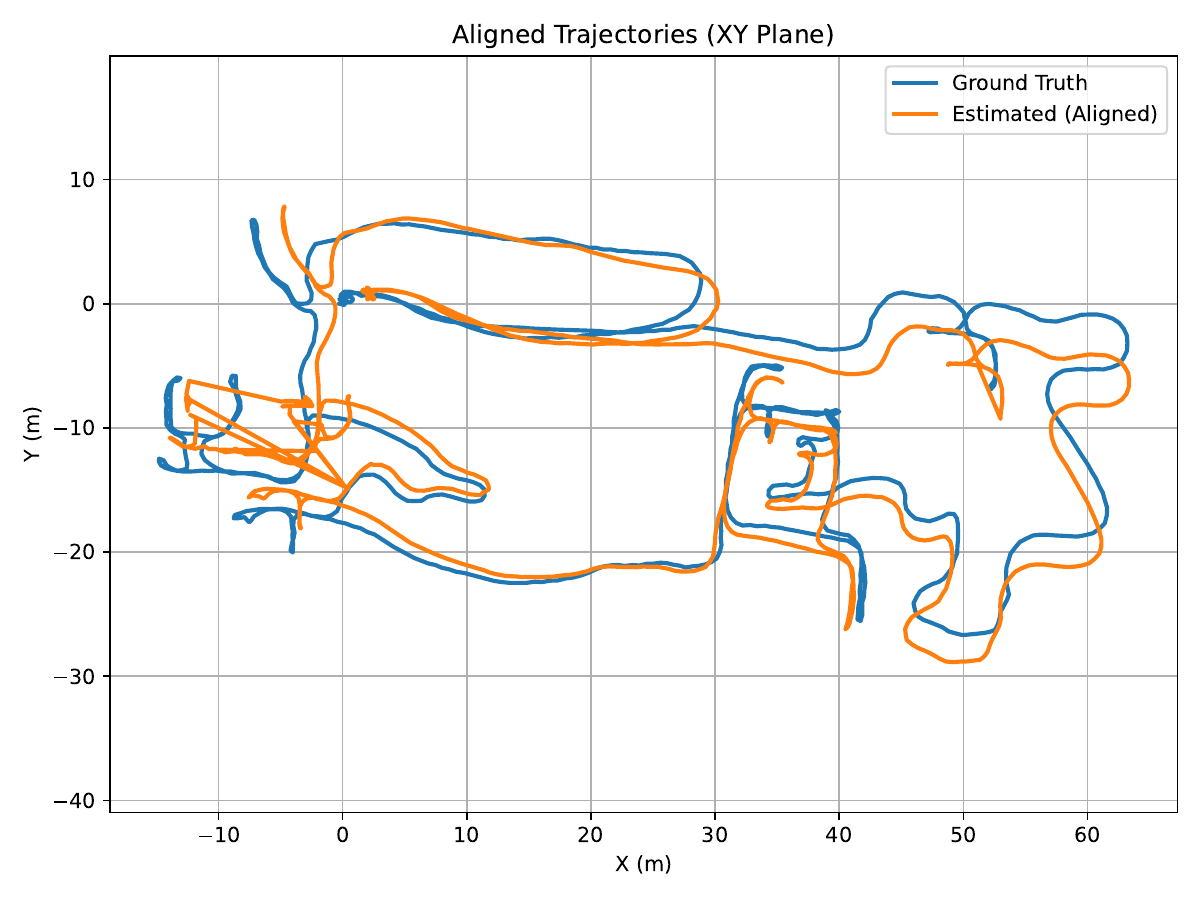 Aligned Trajectories (XY Plane)
Ground Truth
Estimated (Aligned)
10
0
−10
−20
−30
−40
Y (m)
−10 0 10 20 30 40 50 60
X (m)